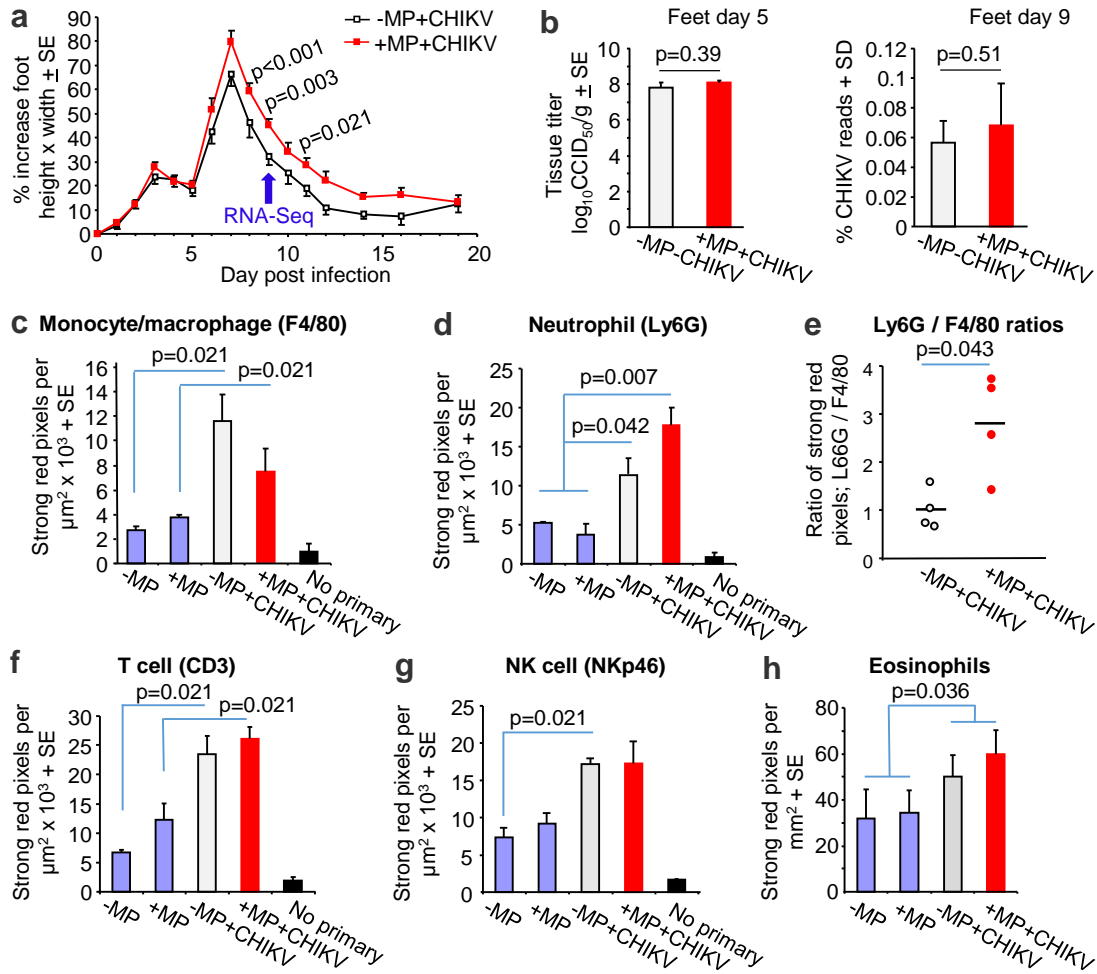 a
-MP+CHIKV
+MP+CHIKV
% increase foot
height x width ± SE
90
80
70
60
50
40
30
20
10
0
p<0.001
p=0.003
p=0.021
RNA-Seq
0
5
10
15
20
Day post infection
b
Feet day 5
p=0.39
Tissue titer
log10CCID50/g ± SE
10
8
6
4
2
0
-MP-CHIKV
+MP+CHIKV
Feet day 9
p=0.51
% CHIKV reads + SD
0.12
0.1
0.08
0.06
0.04
0.02
0
-MP-CHIKV
+MP+CHIKV
c
Monocyte/macrophage (F4/80)
p=0.021
p=0.021
Strong red pixels per
µm² x 10³ + SE
16
14
12
10
8
6
4
2
0
-MP
+MP
-MP+CHIKV
+MP+CHIKV
No primary
d
Neutrophil (Ly6G)
p=0.007
p=0.042
Strong red pixels per
µm² x 10³ + SE
25
20
15
10
5
0
-MP
+MP
-MP+CHIKV
+MP+CHIKV
No primary
e
Ly6G / F4/80 ratios
p=0.043
Ratio of strong red
pixels; L66G / F4/80
4
3
2
1
0
-MP+CHIKV
+MP+CHIKV
f
T cell (CD3)
p=0.021
p=0.021
Strong red pixels per
µm² x 10³ + SE
30
25
20
15
10
5
0
-MP
+MP
-MP+CHIKV
+MP+CHIKV
No primary
g
NK cell (NKp46)
p=0.021
Strong red pixels per
µm² x 10³ + SE
25
20
15
10
5
0
-MP
+MP
-MP+CHIKV
+MP+CHIKV
No primary
h
Eosinophils
p=0.036
Strong red pixels per
mm² + SE
80
60
40
20
0
-MP
+MP
-MP+CHIKV
+MP+CHIKV